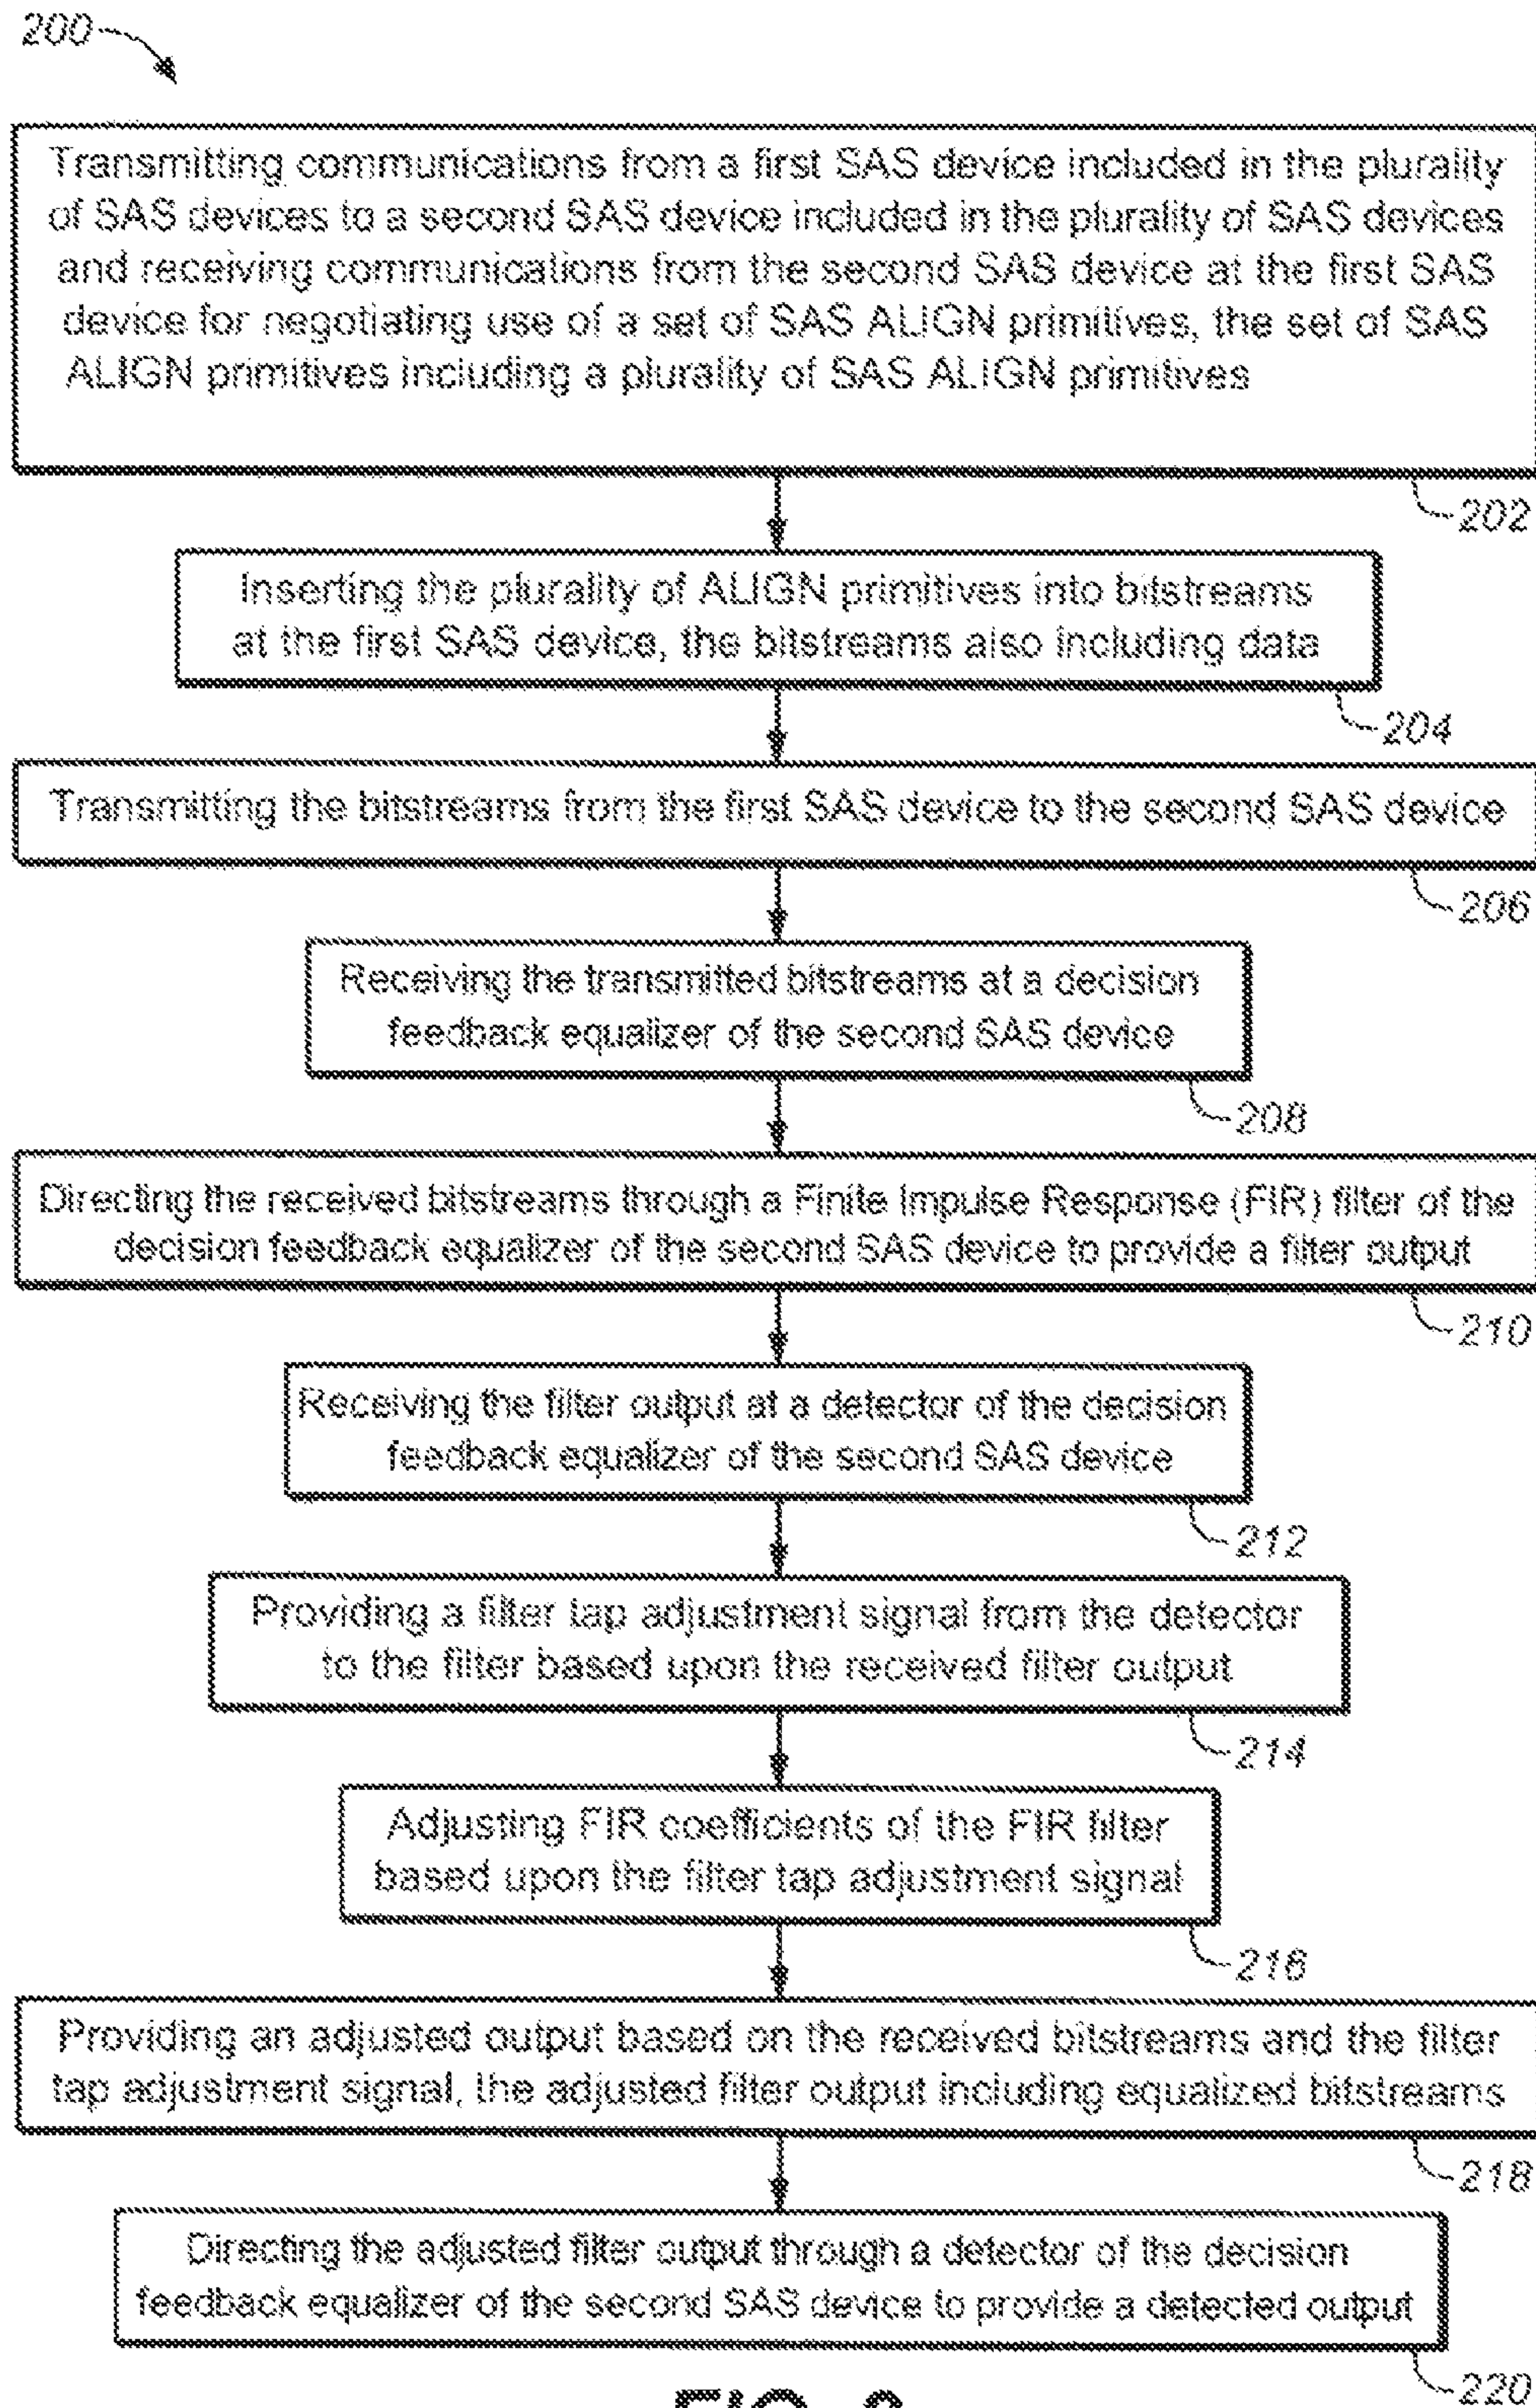 200
Transmitting communications from a first SAS device included in the plurality
of SAS devices to a second SAS device included in the plurality of SAS devices
and receiving communications from the second SAS device at the first SAS
device for negotiating use of a set of SAS ALIGN primitives, the set of SAS
ALIGN primitives including a plurality of SAS ALIGN primitives
202
Inserting the plurality of ALIGN primitives into bitstreams
at the first SAS device, the bitstreams also including data
204
Transmitting the bitstreams from the first SAS device to the second SAS device
206
Receiving the transmitted bitstreams at a decision
feedback equalizer of the second SAS device
208
Directing the received bitstreams through a Finite Impulse Response (FIR) filter of the
decision feedback equalizer of the second SAS device to provide a filter output
210
Receiving the filter output at a detector of the decision
feedback equalizer of the second SAS device
212
Providing a filter tap adjustment signal from the detector
to the filter based upon the received filter output
214
Adjusting FIR coefficients of the FIR filter
based upon the filter tap adjustment signal
216
Providing an adjusted output based on the received bitstreams and the filter
tap adjustment signal, the adjusted filter output including equalized bitstreams
218
Directing the adjusted filter output through a detector of the decision
feedback equalizer of the second SAS device to provide a detected output
220